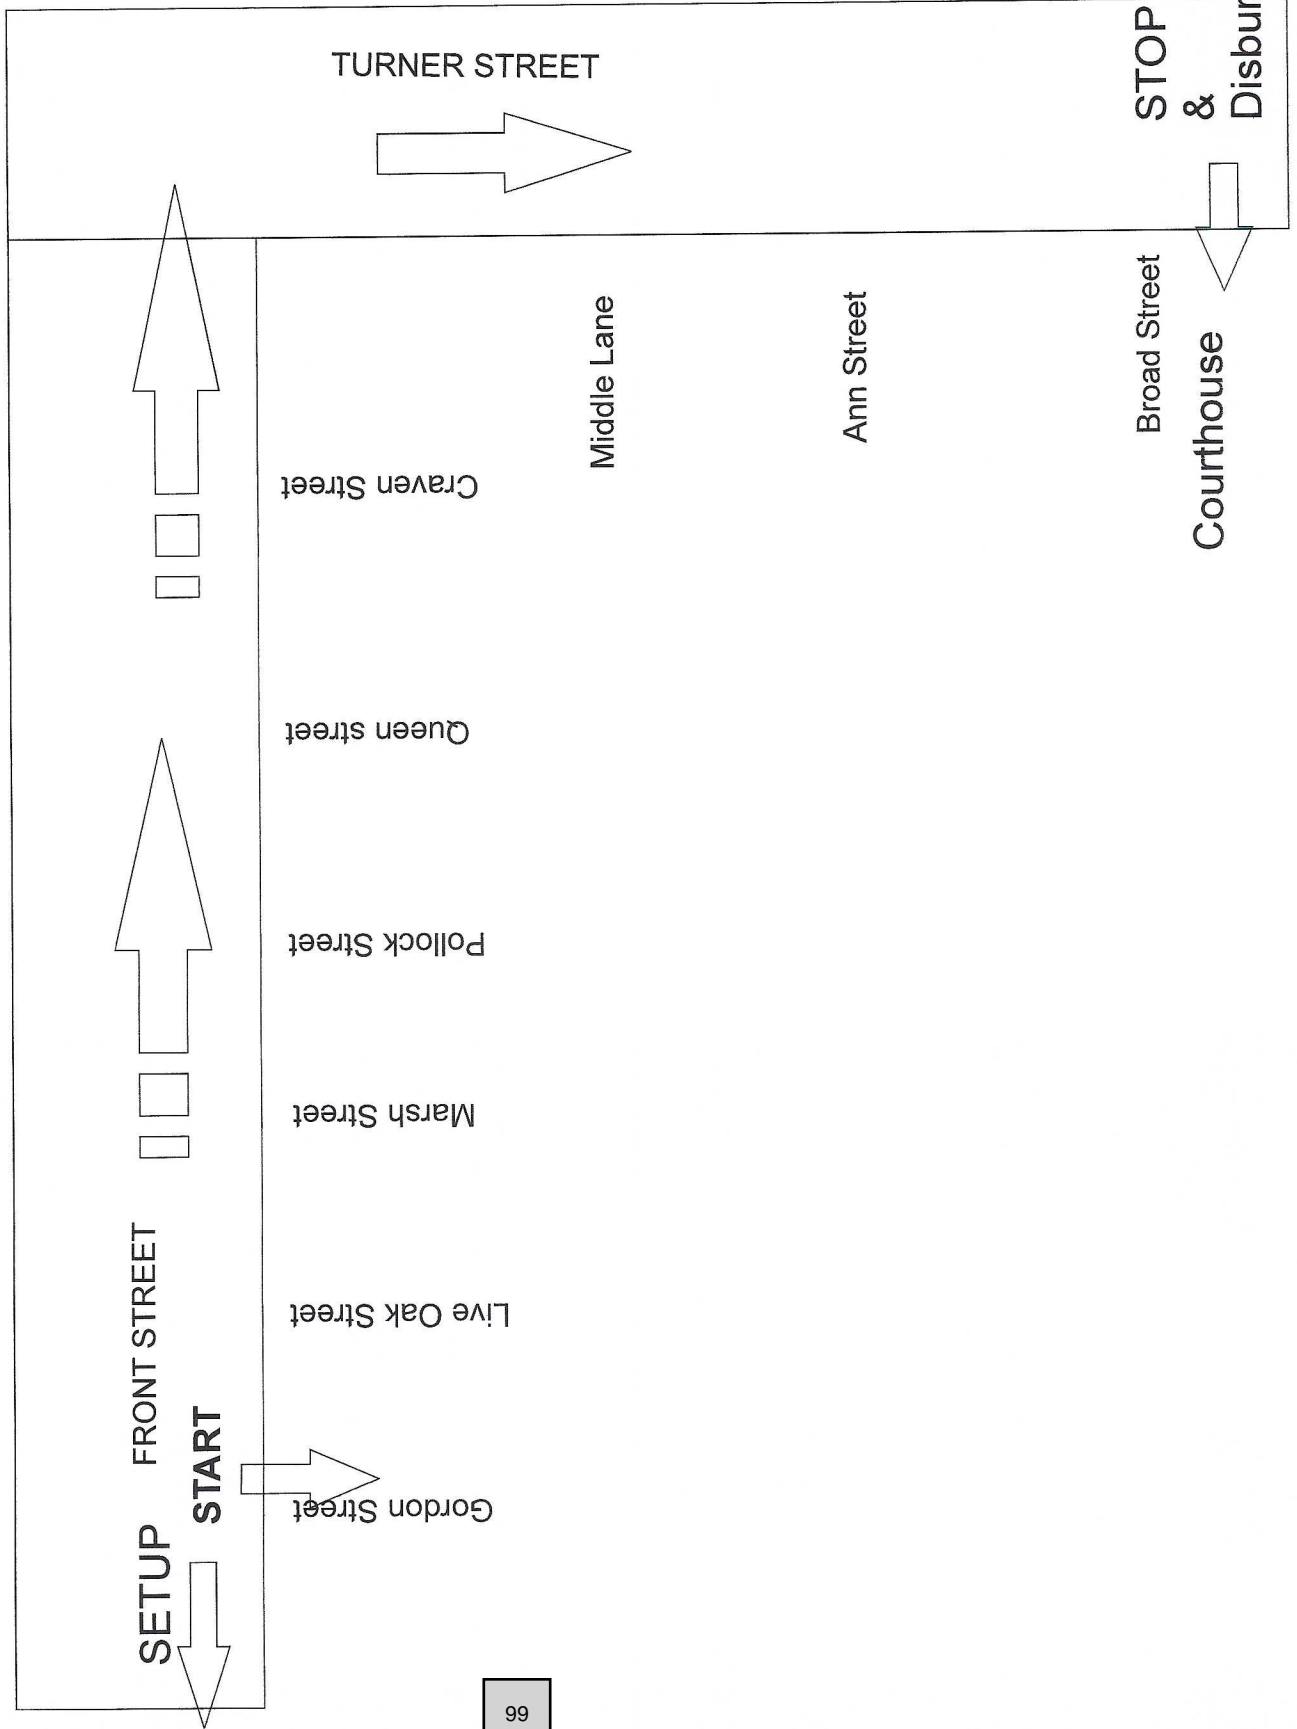 TURNER STREET
STOP
&
Disbur
Middle Lane
Ann Street
Broad Street
Courthouse
Craven Street
Queen street
Pollock Street
Marsh Street
Live Oak Street
Gordon Street
FRONT STREET
SETUP
START
99